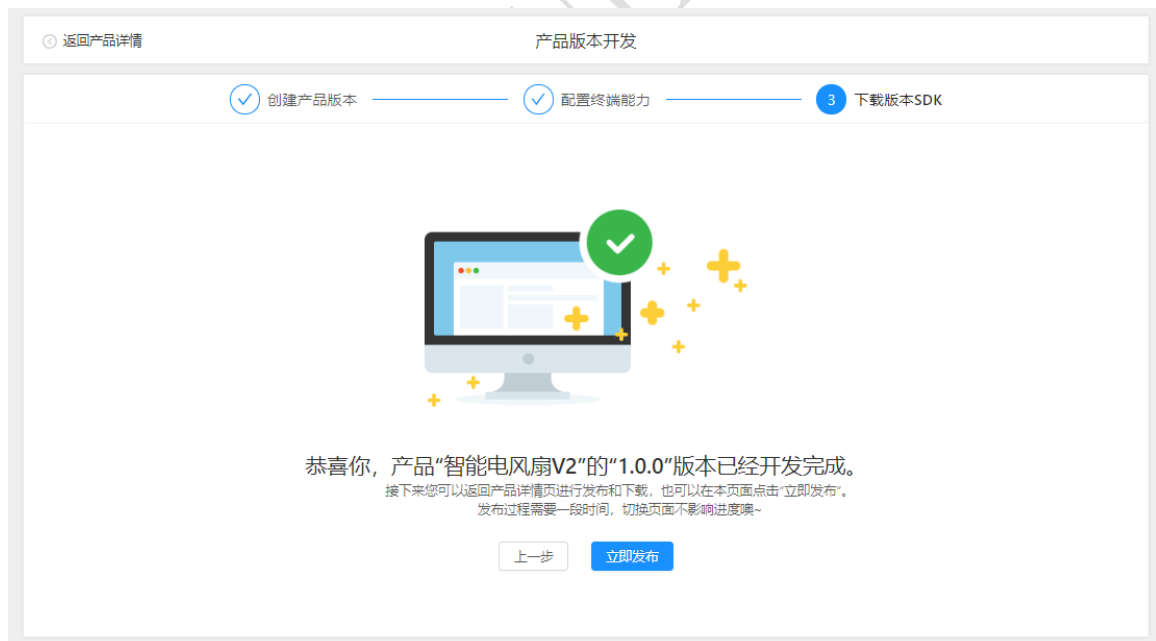 返回产品详情
产品版本开发
创建产品版本
配置终端能力
3 下载版本SDK
恭喜你，产品“智能电风扇V2”的“1.0.0”版本已经开发完成。
接下来您可以返回产品详情页进行发布和下载，也可以在本页面点击“立即发布”。
发布过程需要一段时间，切换页面不影响进度噢~
上一步
立即发布